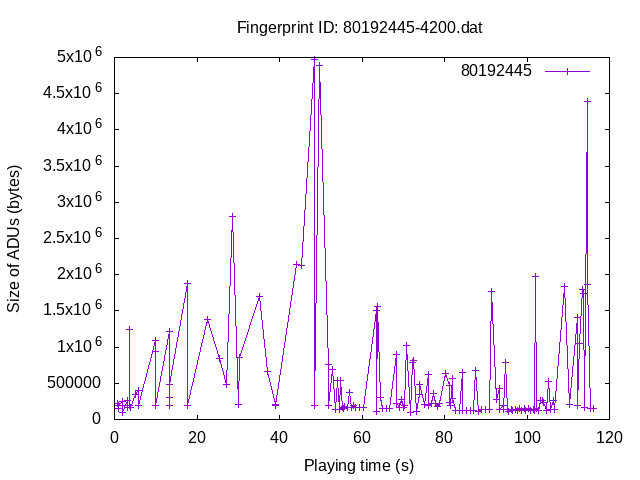 Fingerprint ID: 80192445-4200.dat
80192445
5x10^6
4.5x10^6
4x10^6
3.5x10^6
3x10^6
2.5x10^6
2x10^6
1.5x10^6
1x10^6
500000
0
Size of ADUs (bytes)
0 20 40 60 80 100 120
Playing time (s)